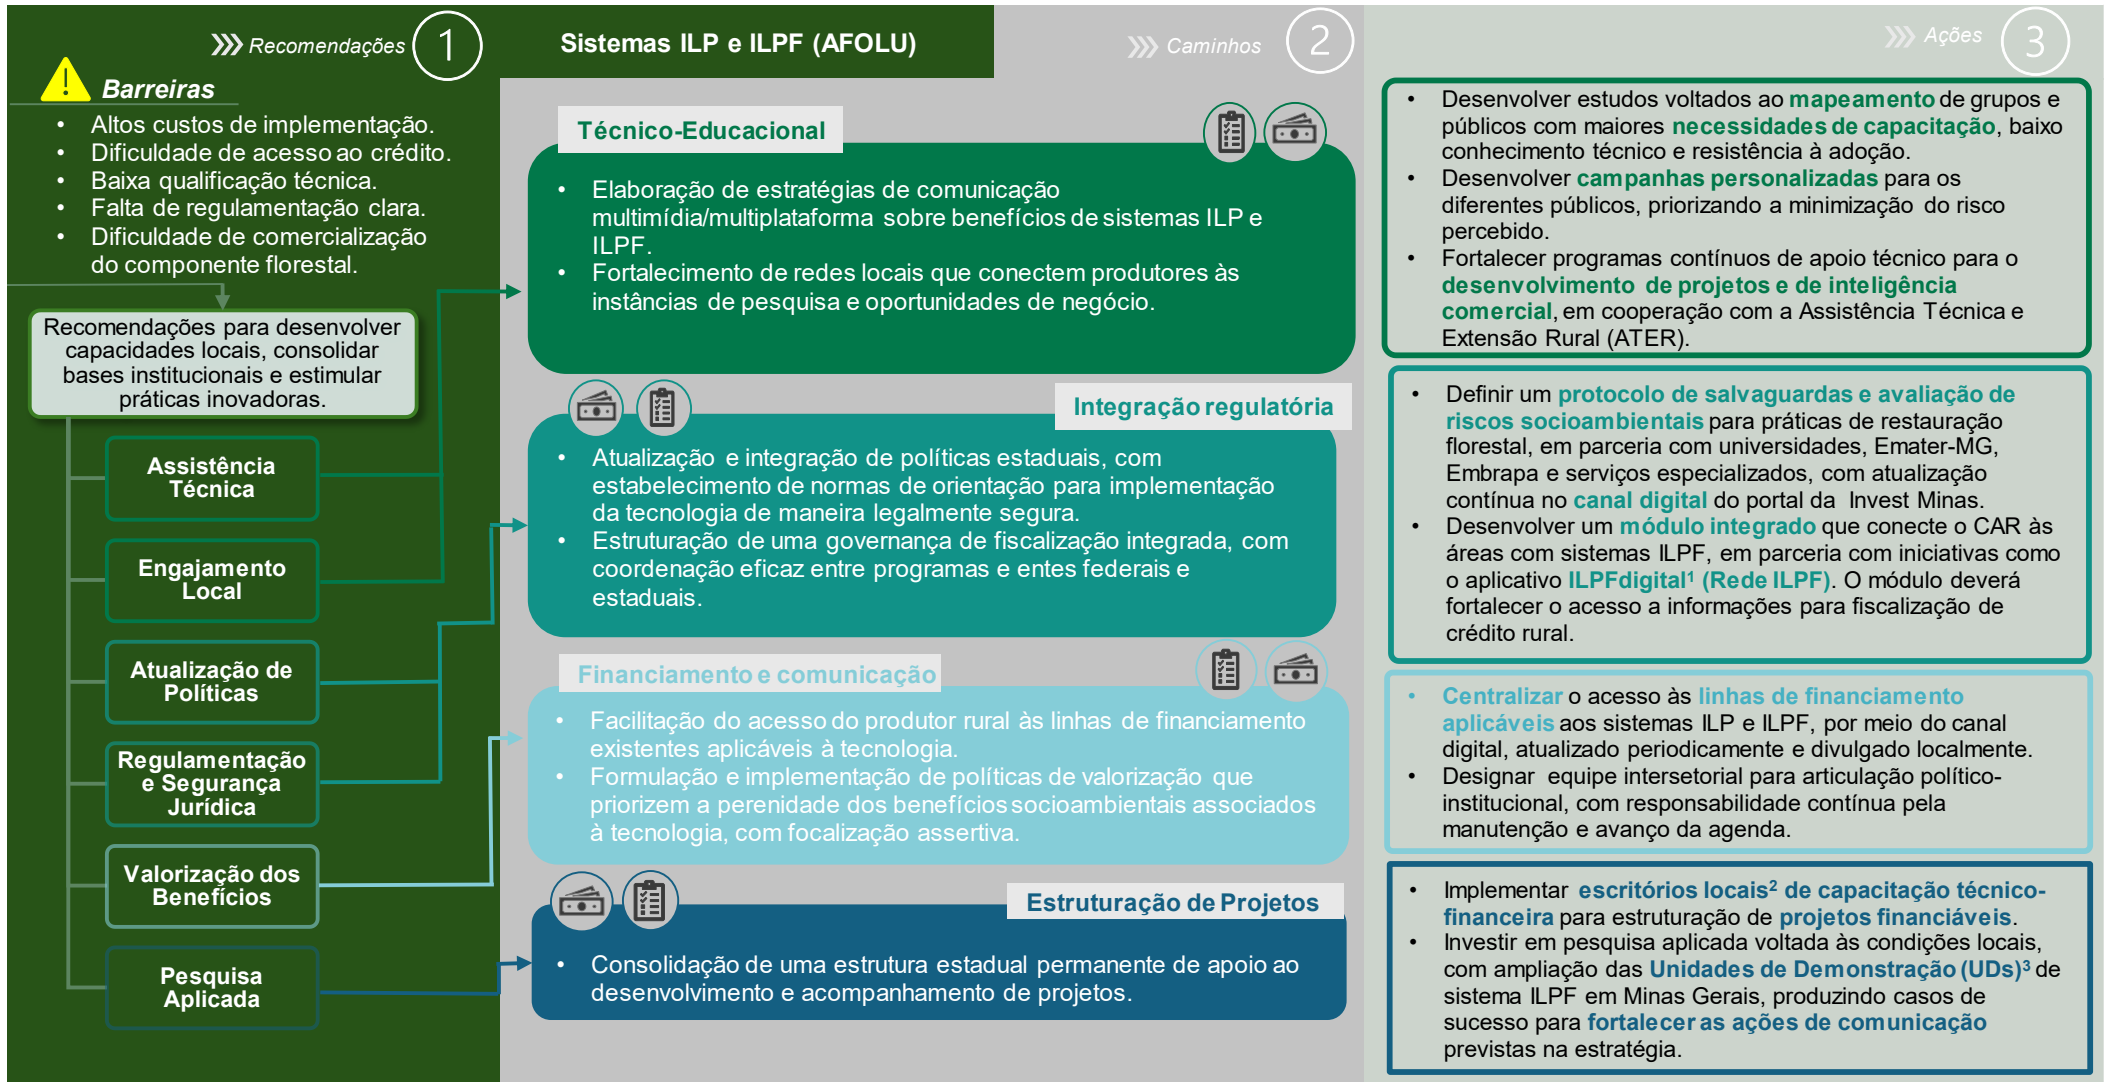 Recomendações 1
Barreiras
• Altos custos de implementação.
• Dificuldade de acesso ao crédito.
• Baixa qualificação técnica.
• Falta de regulamentação clara.
• Dificuldade de comercialização
do componente florestal.
Recomendações para desenvolver
capacidades locais, consolidar
bases institucionais e estimular
práticas inovadoras.
Assistência
Técnica
Engajamento
Local
Atualização de
Políticas
Regulamentação
e Segurança
Jurídica
Valorização dos
Benefícios
Pesquisa
Aplicada
Sistemas ILP e ILPF (AFOLU)
Caminhos 2
Técnico-Educacional
• Elaboração de estratégias de comunicação
multimídia/multiplataforma sobre benefícios de sistemas ILP e
ILPF.
• Fortalecimento de redes locais que conectem produtores às
instâncias de pesquisa e oportunidades de negócio.
Integração regulatória
• Atualização e integração de políticas estaduais, com
estabelecimento de normas de orientação para implementação
da tecnologia de maneira legalmente segura.
• Estruturação de uma governança de fiscalização integrada, com
coordenação eficaz entre programas e entes federais e
estaduais.
Financiamento e comunicação
• Facilitação do acesso do produtor rural às linhas de financiamento
existentes aplicáveis à tecnologia.
• Formulação e implementação de políticas de valorização que
priorizem a perenidade dos benefícios socioambientais associados
à tecnologia, com focalização assertiva.
Estruturação de Projetos
• Consolidação de uma estrutura estadual permanente de apoio ao
desenvolvimento e acompanhamento de projetos.
Ações 3
• Desenvolver estudos voltados ao mapeamento de grupos e
públicos com maiores necessidades de capacitação, baixo
conhecimento técnico e resistência à adoção.
• Desenvolver campanhas personalizadas para os
diferentes públicos, priorizando a minimização do risco
percebido.
• Fortalecer programas contínuos de apoio técnico para o
desenvolvimento de projetos e de inteligência
comercial, em cooperação com a Assistência Técnica e
Extensão Rural (ATER).
• Definir um protocolo de salvaguardas e avaliação de
riscos socioambientais para práticas de restauração
florestal, em parceria com universidades, Emater-MG,
Embrapa e serviços especializados, com atualização
contínua no canal digital do portal da Invest Minas.
• Desenvolver um módulo integrado que conecte o CAR às
áreas com sistemas ILPF, em parceria com iniciativas como
o aplicativo ILPFdigital¹ (Rede ILPF). O módulo deverá
fortalecer o acesso a informações para fiscalização de
crédito rural.
• Centralizar o acesso às linhas de financiamento
aplicáveis aos sistemas ILP e ILPF, por meio do canal
digital, atualizado periodicamente e divulgado localmente.
• Designar equipe intersetorial para articulação político-
institucional, com responsabilidade contínua pela
manutenção e avanço da agenda.
• Implementar escritórios locais² de capacitação técnico-
financeira para estruturação de projetos financiáveis.
• Investir em pesquisa aplicada voltada às condições locais,
com ampliação das Unidades de Demonstração (UDs)³ de
sistema ILPF em Minas Gerais, produzindo casos de
sucesso para fortalecer as ações de comunicação
previstas na estratégia.